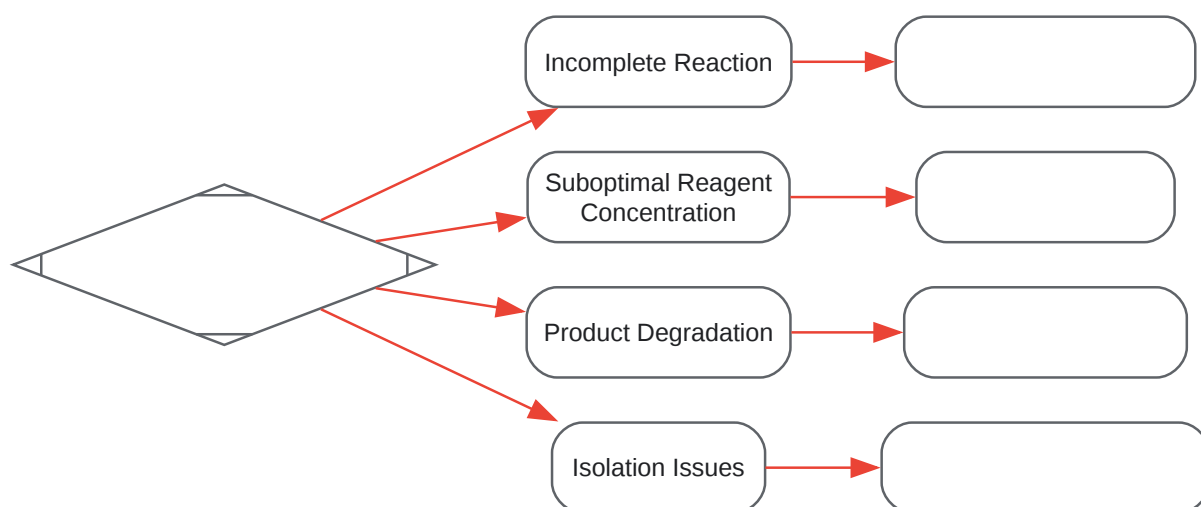 Incomplete Reaction
Suboptimal Reagent
Concentration
Product Degradation
Isolation Issues